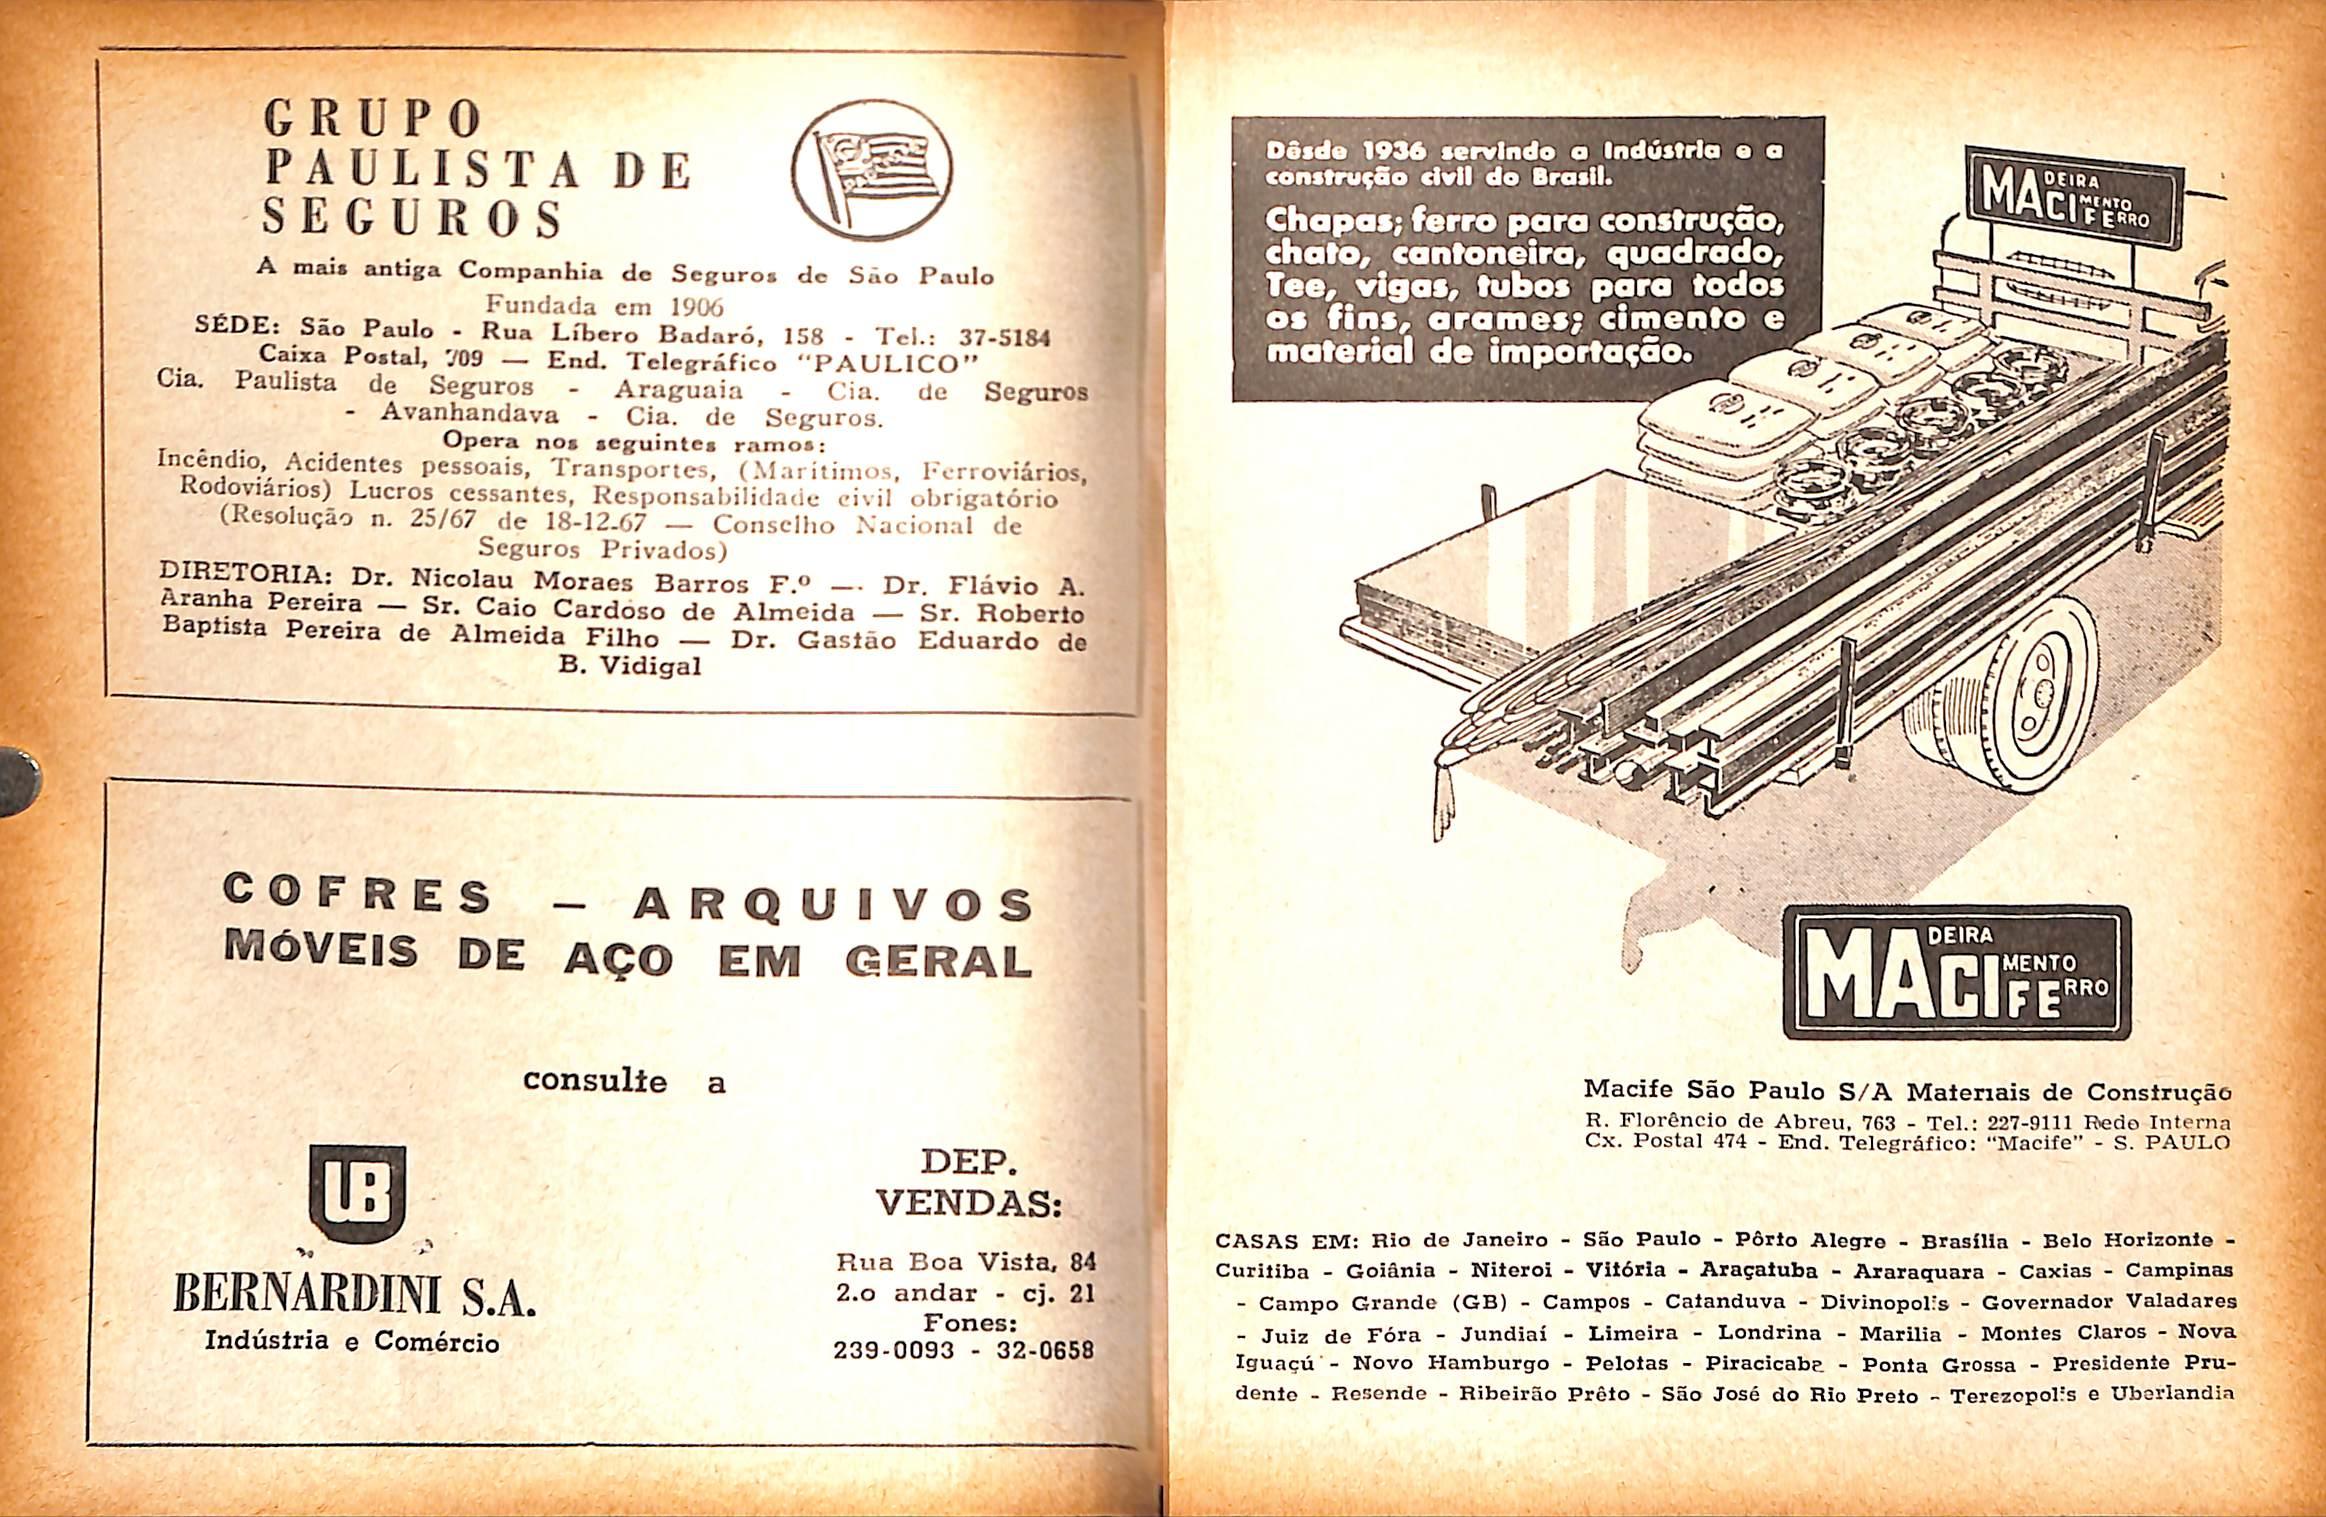 GRUPO
PAULISTA DE
SEGUROS
A mais antiga Companhia de Seguros de São Paulo
Fundada em 1906
SÉDE: São Paulo - Rua Líbero Badaró, 158 - Tel.: 37-5184
Caixa Postal, 709 — End. Telegráfico "PAULICO"
Cia. Paulista de Seguros - Araguaia - Cia. de Seguros
- Avanhandava - Cia. de Seguros.
Opera nos seguintes ramos:
Incêndio, Acidentes pessoais, Transportes, (Marítimos, Ferroviários,
Rodoviários) Lucros cessantes, Responsabilidade civil obrigatório
(Resolução n. 25/67 de 18-12-67 — Conselho Nacional de
Seguros Privados)
DIRETORIA: Dr. Nicolau Moraes Barros F.º — Dr. Flávio A.
Aranha Pereira — Sr. Caio Cardoso de Almeida — Sr. Roberto
Baptista Pereira de Almeida Filho — Dr. Gastão Eduardo de
B. Vidigal
COFRES — ARQUIVOS
MÓVEIS DE AÇO EM GERAL
consulte a
UB
BERNARDINI S.A.
Indústria e Comércio
DEP.
VENDAS:
Rua Boa Vista, 84
2.o andar - cj. 21
Fones:
239-0093 - 32-0658
Dêsde 1936 servindo a Indústria e a
construção civil do Brasil.
Chapas; ferro para construção,
chato, cantoneira, quadrado,
Tee, vigas, tubos para todos
os fins, arames; cimento e
material de importação.
MADEIRA
CIMENTO
FERRO
MADEIRA
CIMENTO
FERRO
Macife São Paulo S/A Materiais de Construção
R. Florêncio de Abreu, 763 - Tel.: 227-9111 Rede Interna
Cx. Postal 474 - End. Telegráfico: "Macife" - S. PAULO
CASAS EM: Rio de Janeiro - São Paulo - Pôrto Alegre - Brasília - Belo Horizonte -
Curitiba - Goiânia - Niteroi - Vitória - Araçatuba - Araraquara - Caxias - Campinas
- Campo Grande (GB) - Campos - Catanduva - Divinopolis - Governador Valadares
- Juiz de Fóra - Jundiaí - Limeira - Londrina - Marilia - Montes Claros - Nova
Iguaçú - Novo Hamburgo - Pelotas - Piracicaba - Ponta Grossa - Presidente Pru-
dente - Resende - Ribeirão Prêto - São José do Rio Preto - Terezopolis e Uberlandia